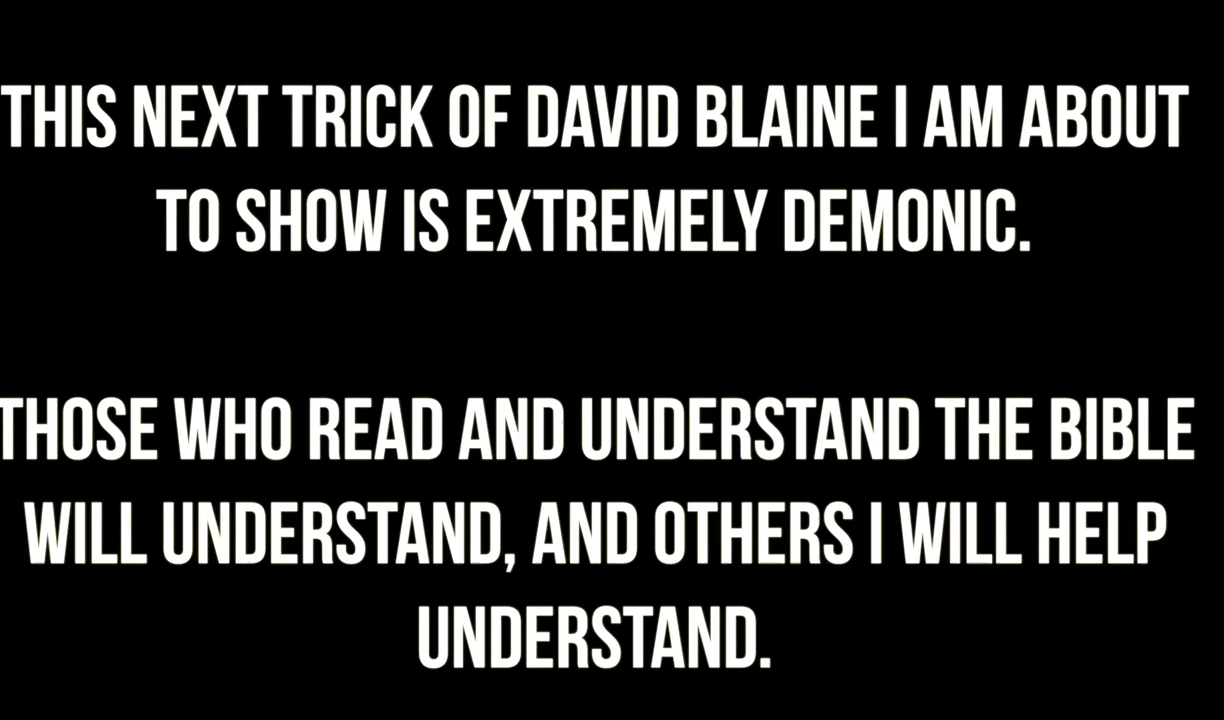 THIS NEXT TRICK OF DAVID BLAINE I AM ABOUT
TO SHOW IS EXTREMELY DEMONIC.
THOSE WHO READ AND UNDERSTAND THE BIBLE
WILL UNDERSTAND, AND OTHERS I WILL HELP
UNDERSTAND.